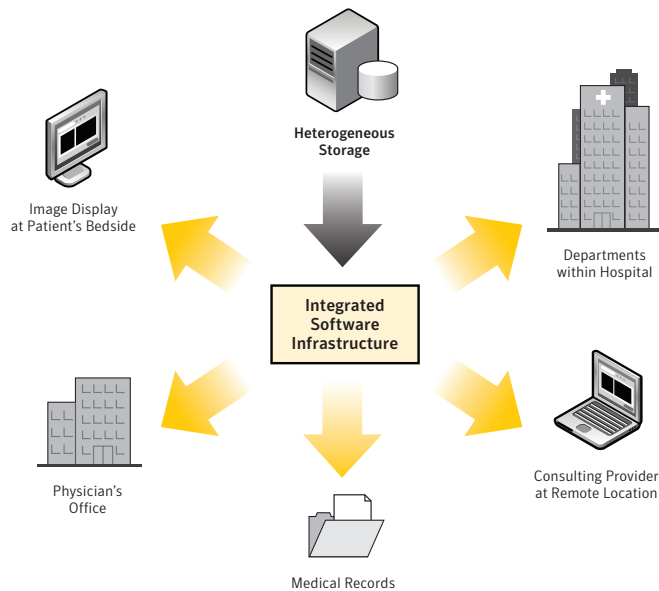 Heterogeneous
Storage
Image Display
at Patient's Bedside
Departments
within Hospital
Integrated
Software
Infrastructure
Physician's
Office
Consulting Provider
at Remote Location
Medical Records